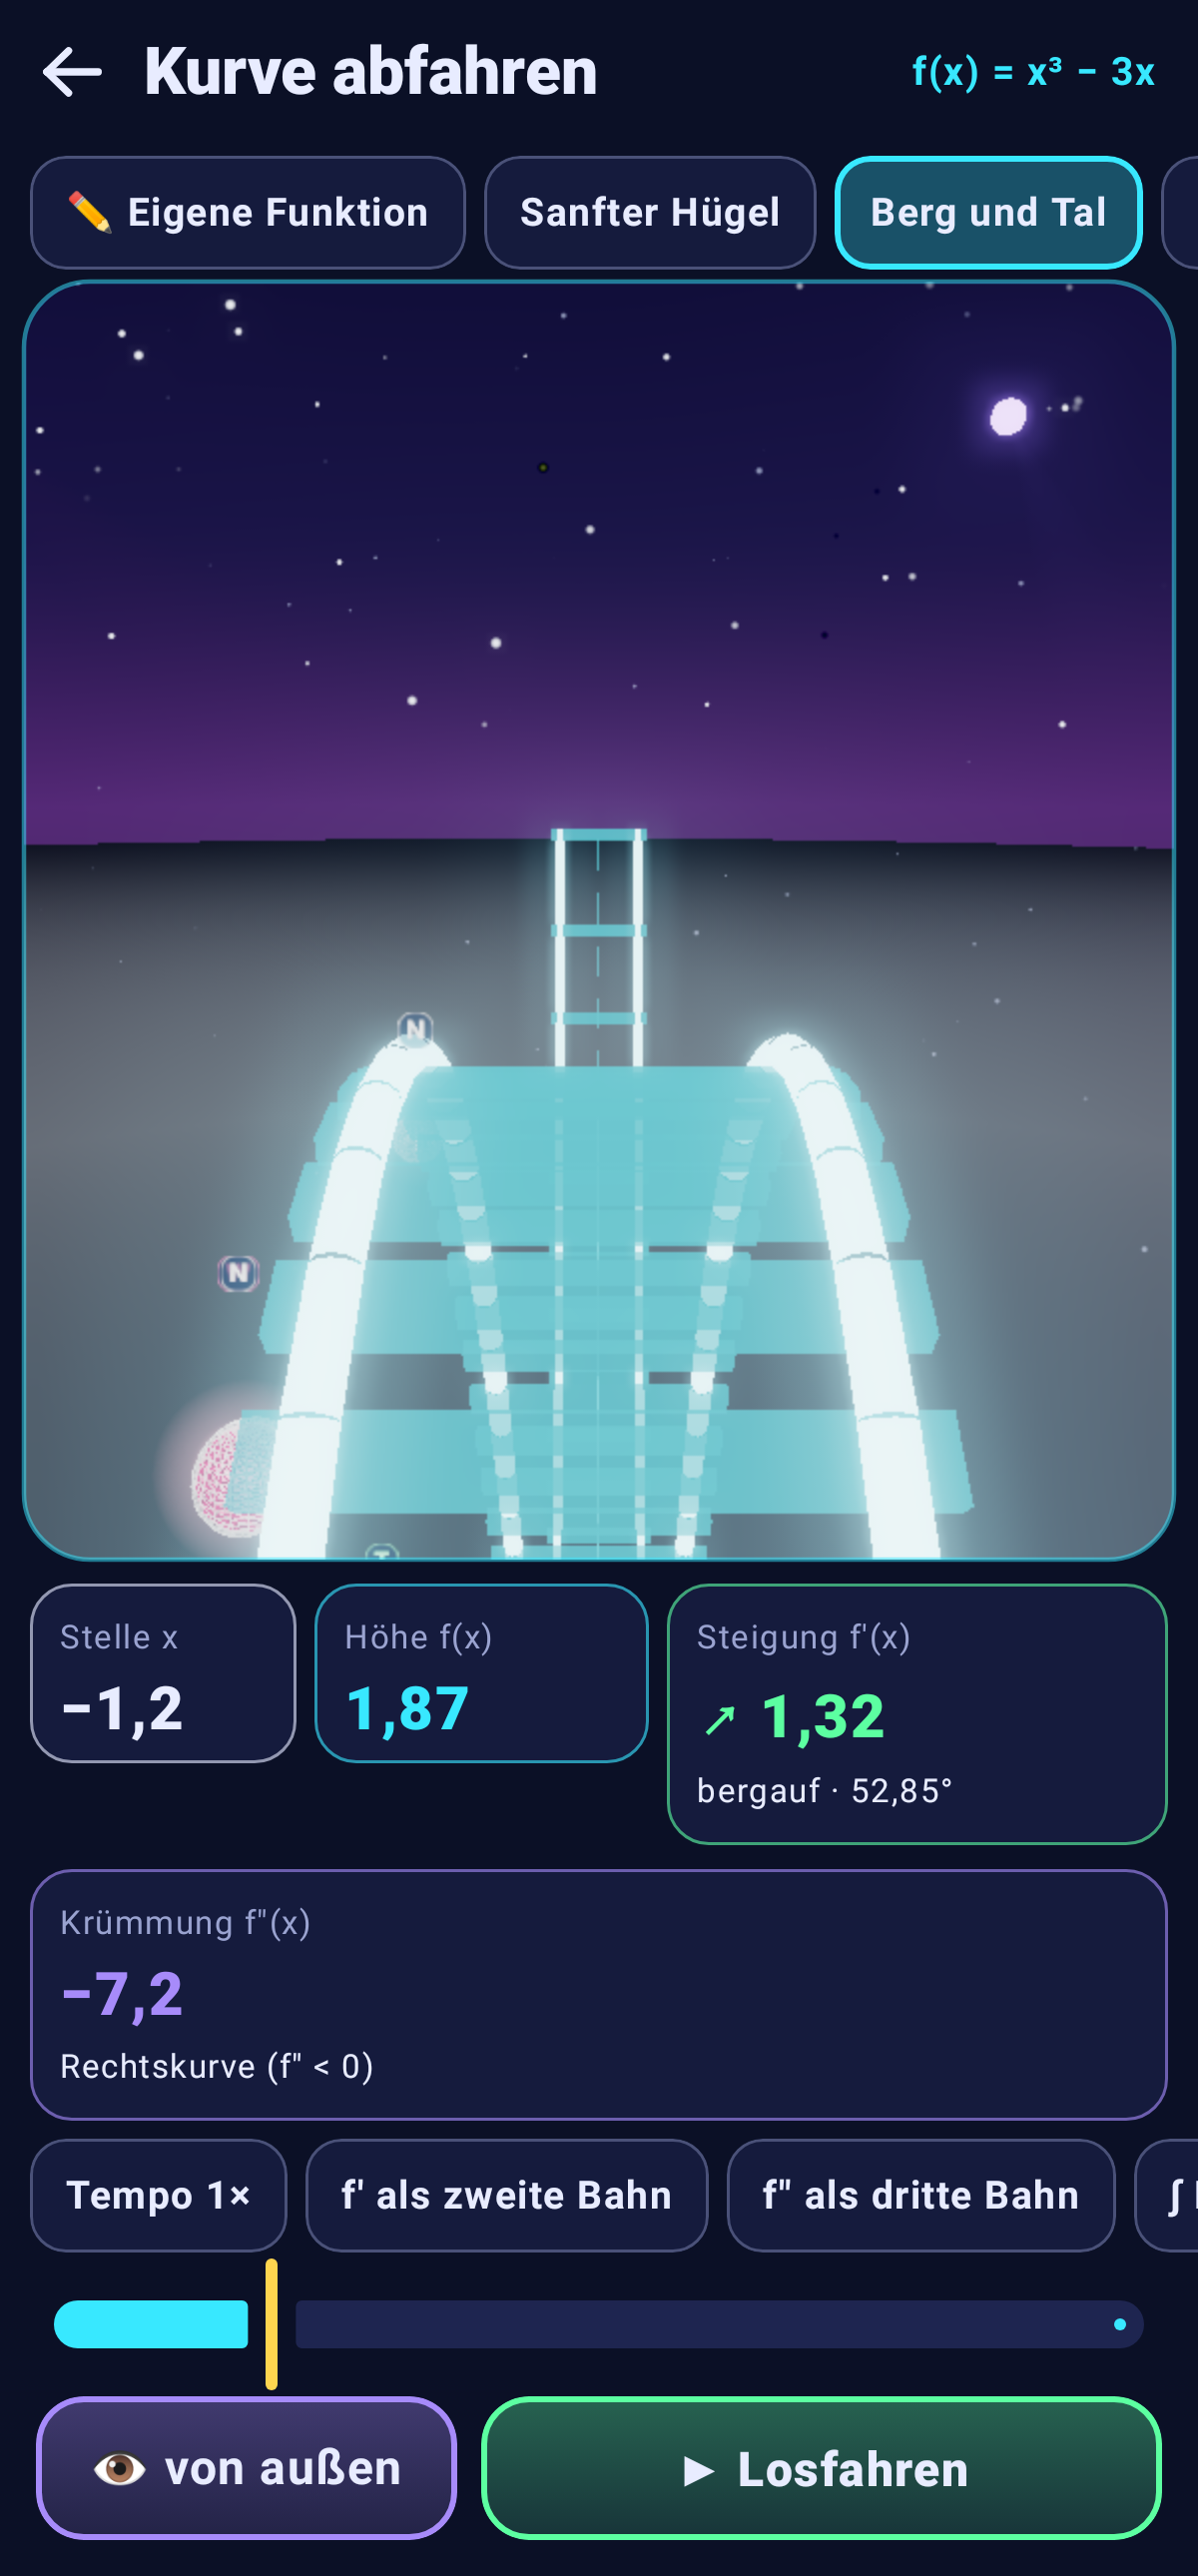 Kurve abfahren
f(x) = x³ − 3x
✏️ Eigene Funktion
Sanfter Hügel
Berg und Tal
N
N
Stelle x
−1,2
Höhe f(x)
1,87
Steigung f'(x)
↗ 1,32
bergauf · 52,85°
Krümmung f"(x)
−7,2
Rechtskurve (f" < 0)
Tempo 1×
f' als zweite Bahn
f" als dritte Bahn
∫
👁️ von außen
▶ Losfahren